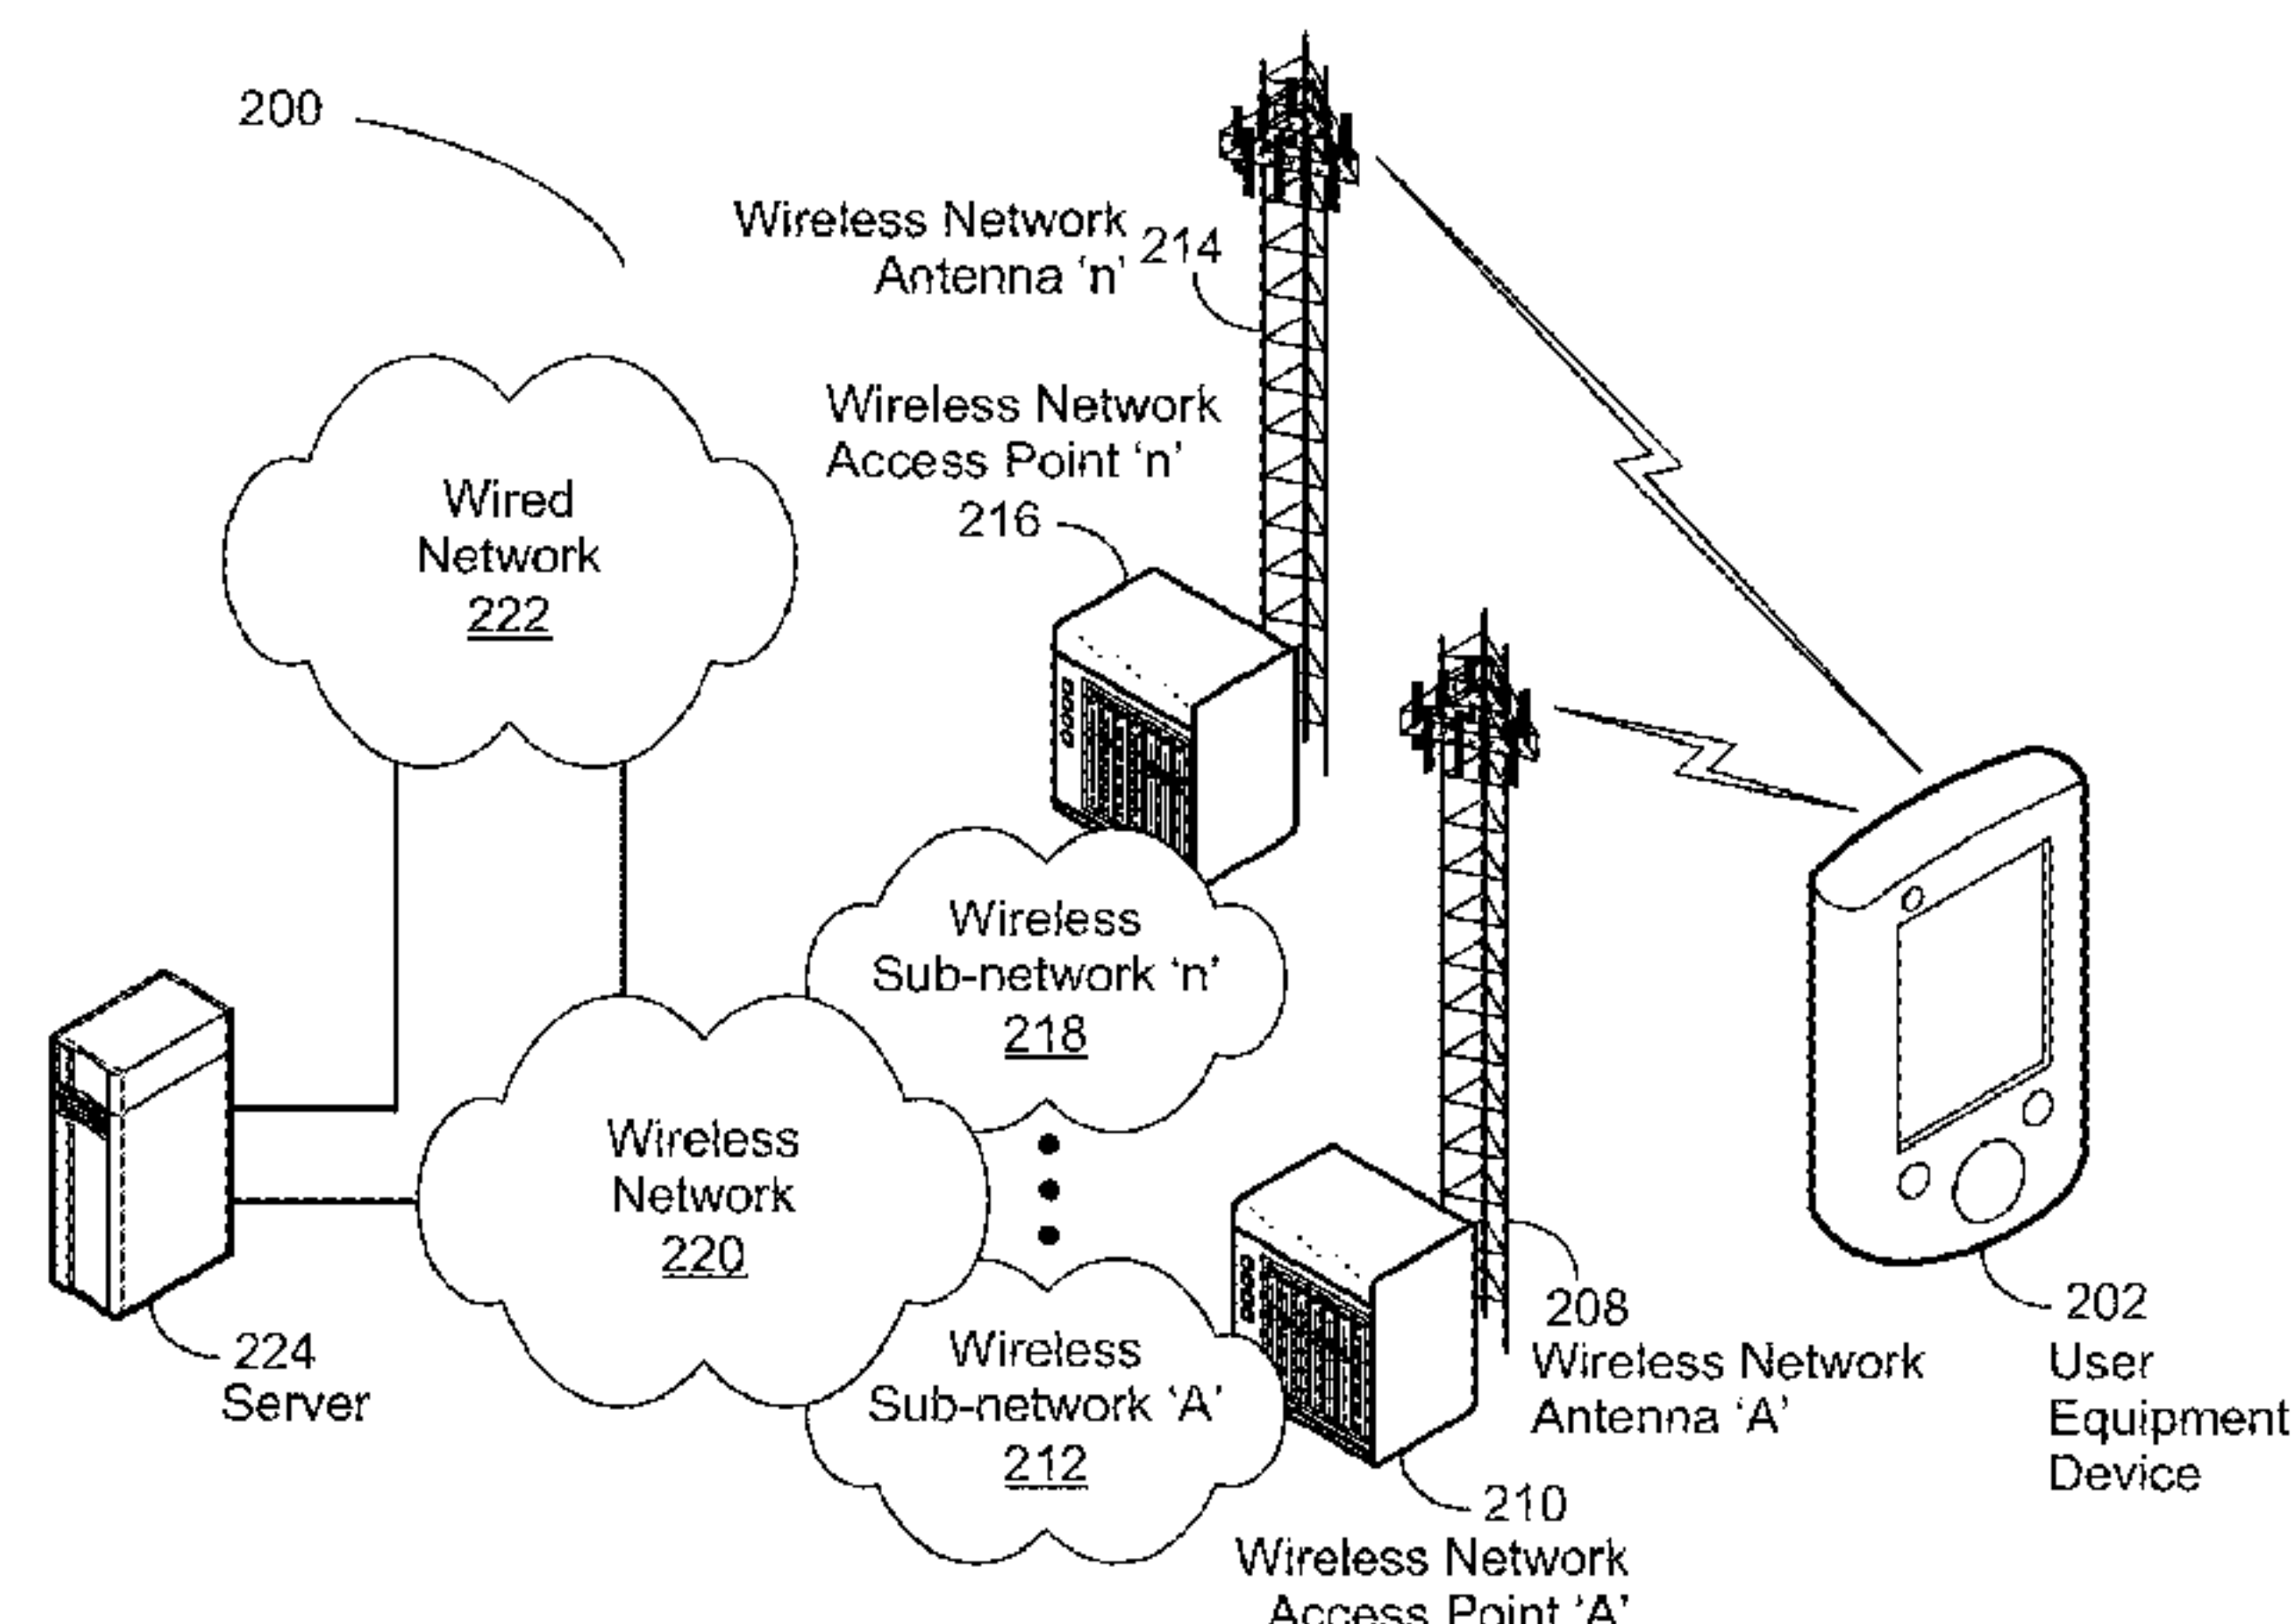 200
Wireless Network
Antenna ‘n’
214
Wireless Network
Access Point ‘n’
216
Wired
Network
222
Wireless
Sub-network ‘n’
218
Wireless
Network
220
224
Server
Wireless
Sub-network ‘A’
212
208
Wireless Network
Antenna ‘A’
202
User
Equipment
Device
210
Wireless Network
Access Point ‘A’